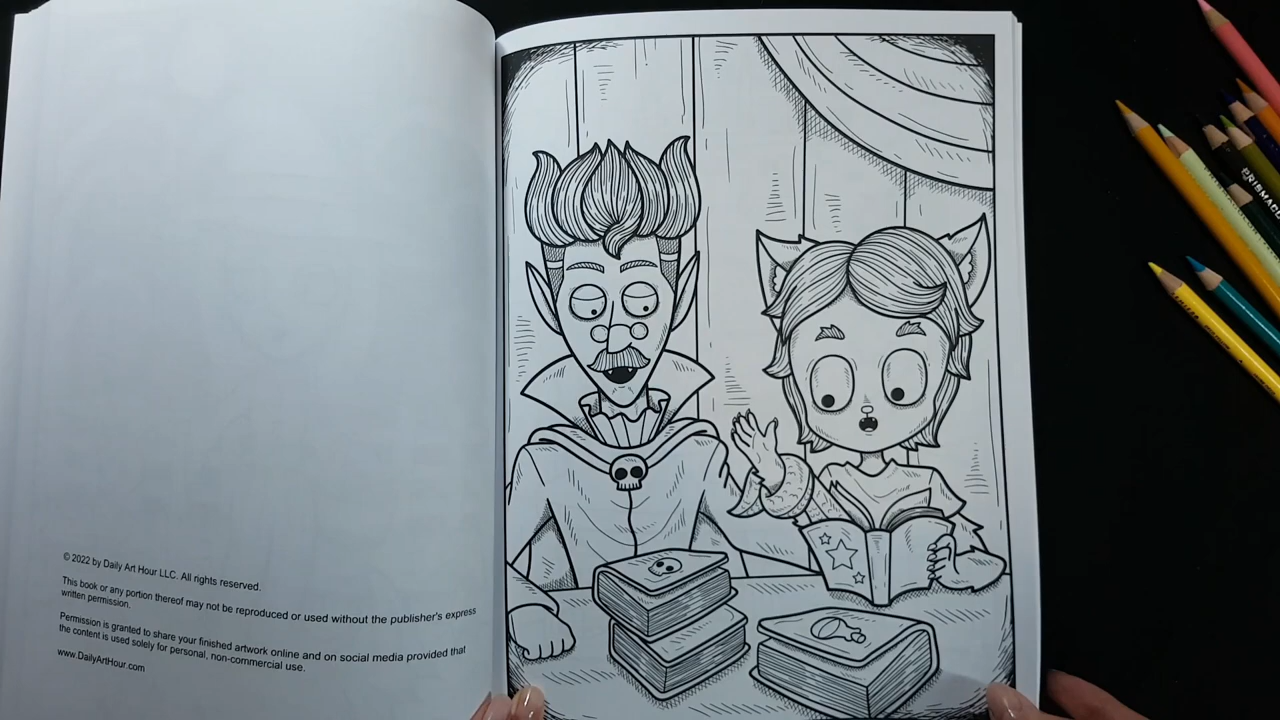 © 2022 by Daily Art Hour LLC. All rights reserved.
This book or any portion thereof may not be reproduced or used without the publisher's express
written permission.
Permission is granted to share your finished artwork online and on social media provided that
the content is used solely for personal, non-commercial use.
www.DailyArtHour.com